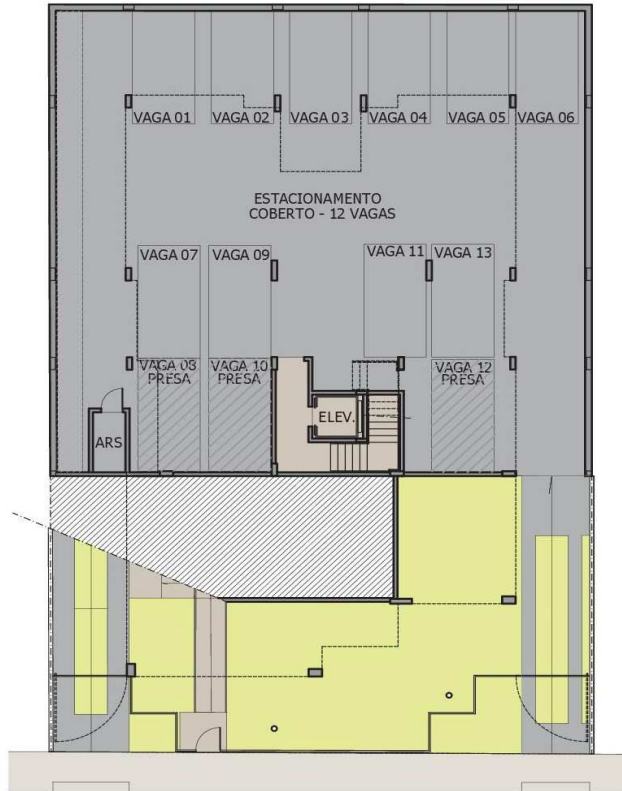 VAGA 01
VAGA 02
VAGA 03
VAGA 04
VAGA 05
VAGA 06
ESTACIONAMENTO
COBERTO - 12 VAGAS
VAGA 07
VAGA 09
VAGA 11
VAGA 13
VAGA 08
PRESA
VAGA 10
PRESA
VAGA 12
PRESA
ELEV.
ARS